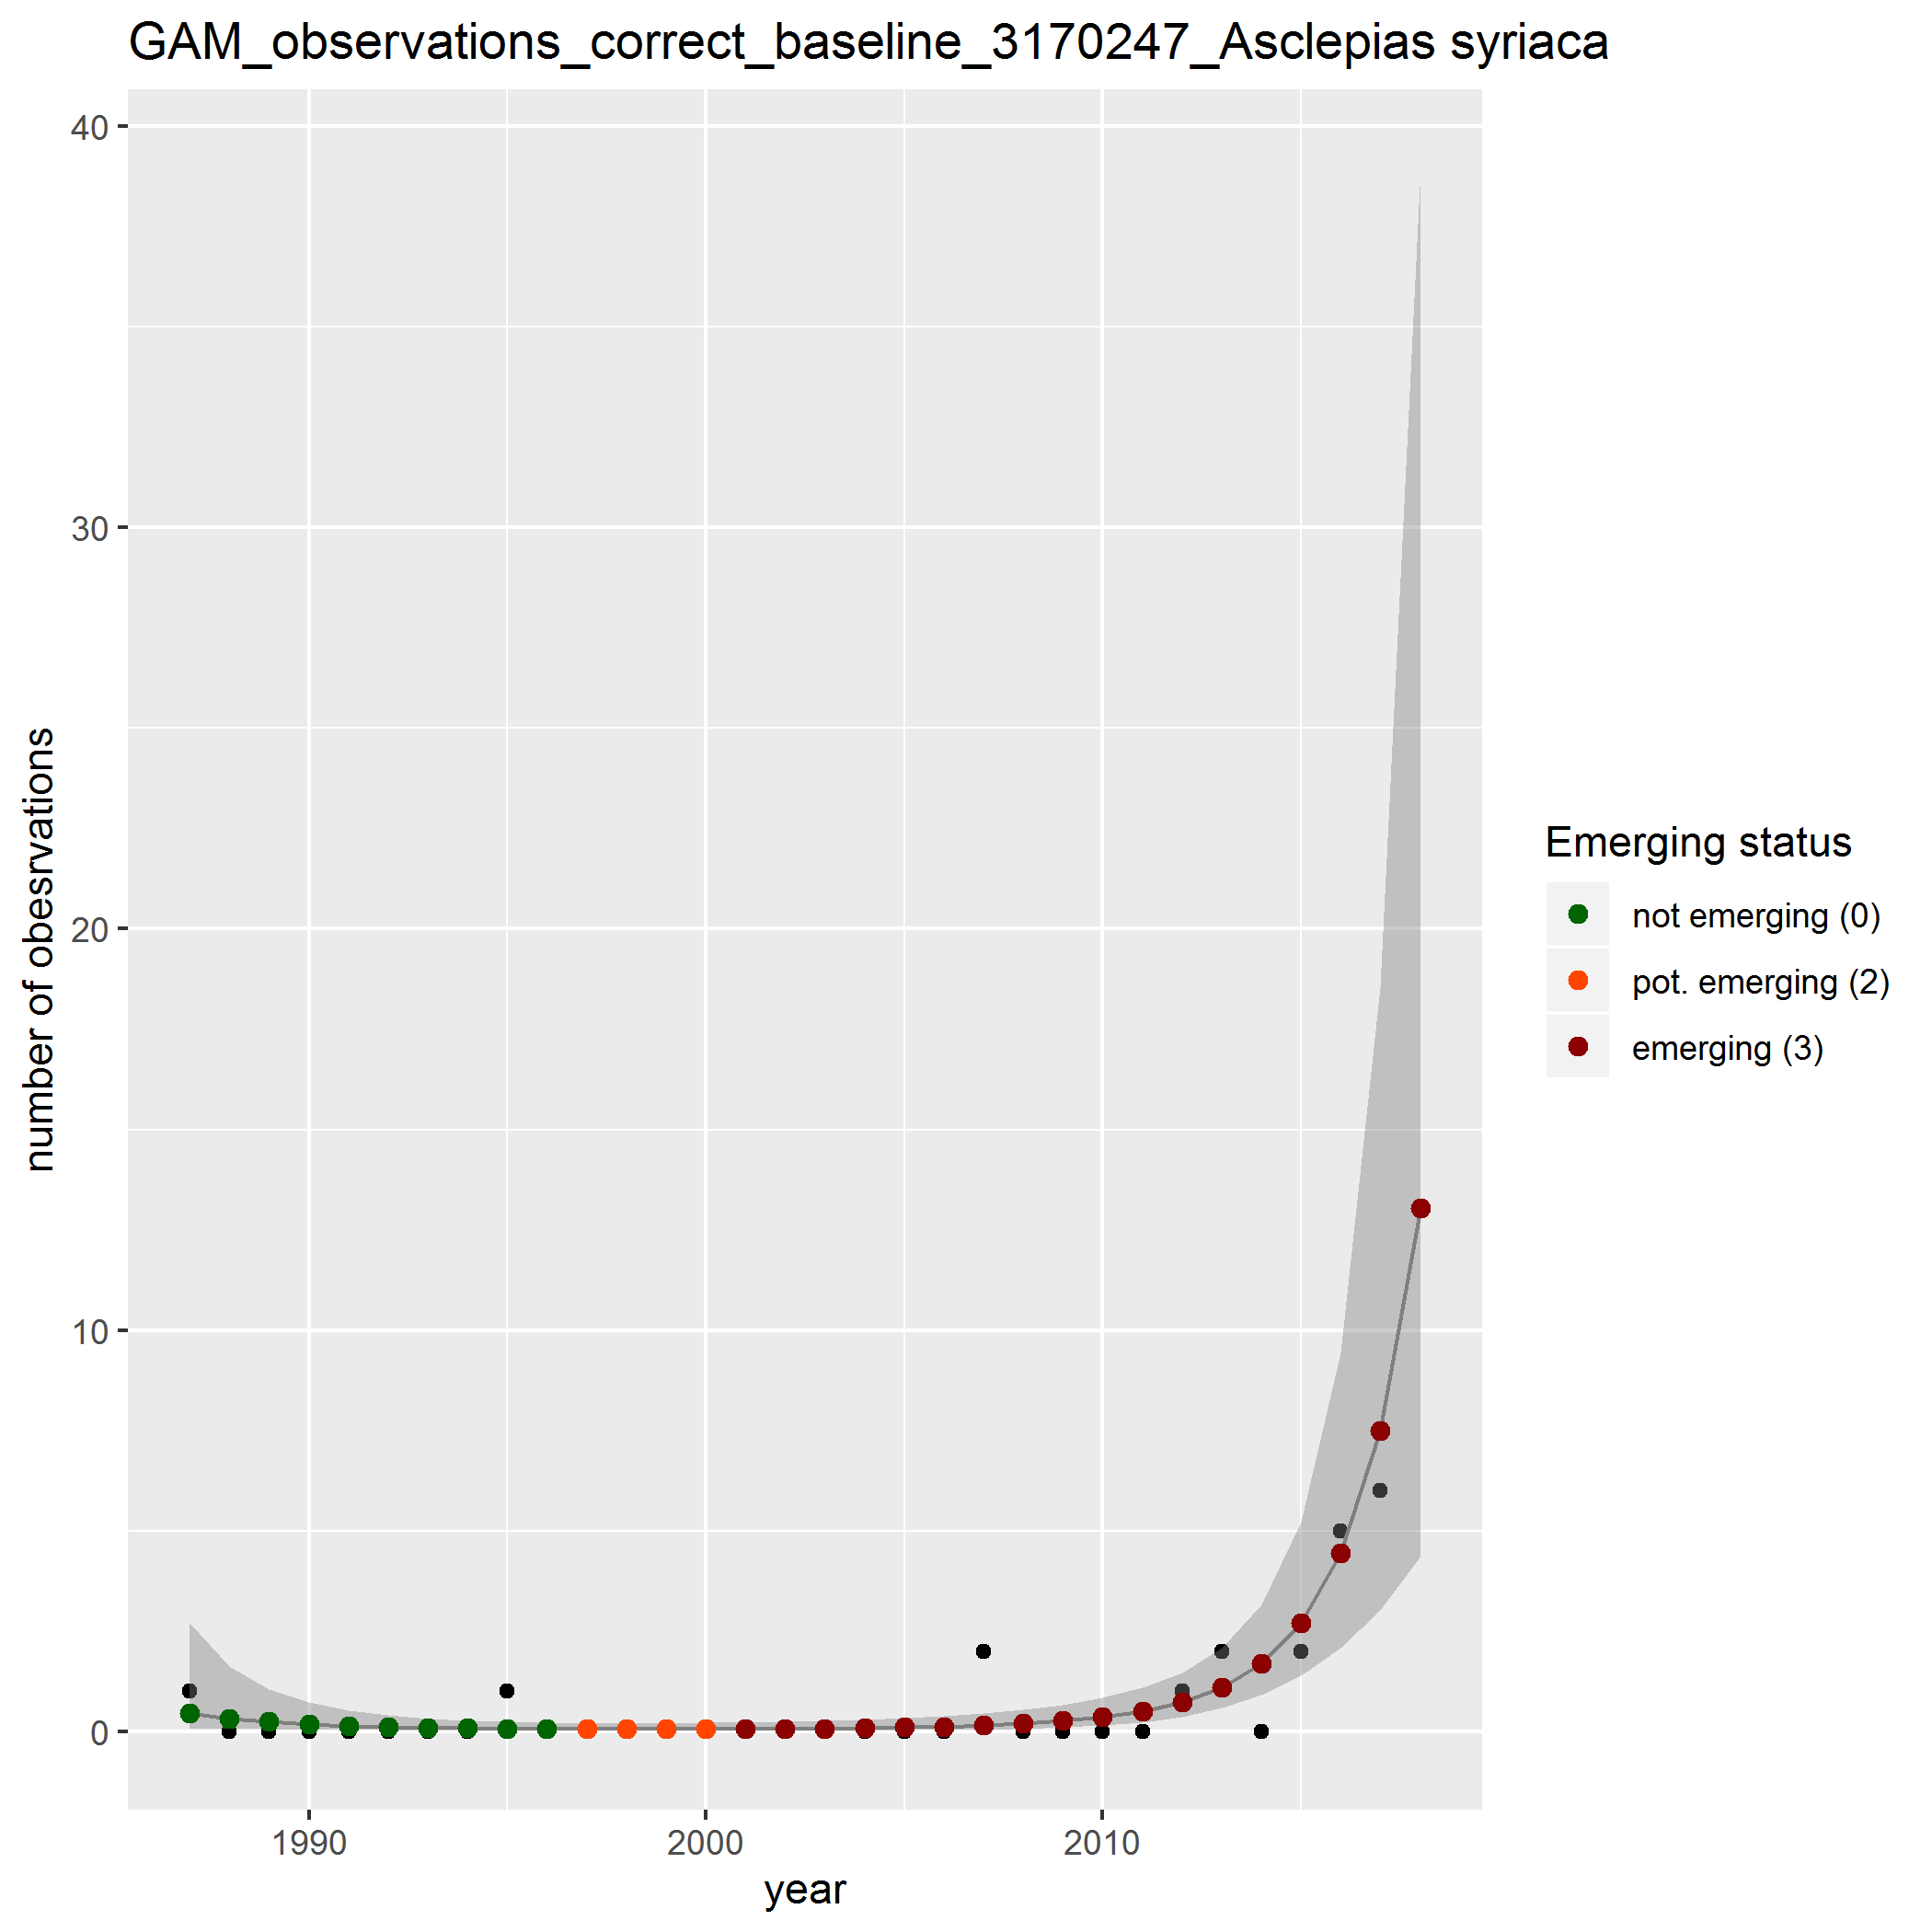 GAM_observations_correct_baseline_3170247_Asclepias syriaca
40
30
20
10
0
number of obesrvations
1990
2000
2010
year
Emerging status
not emerging (0)
pot. emerging (2)
emerging (3)